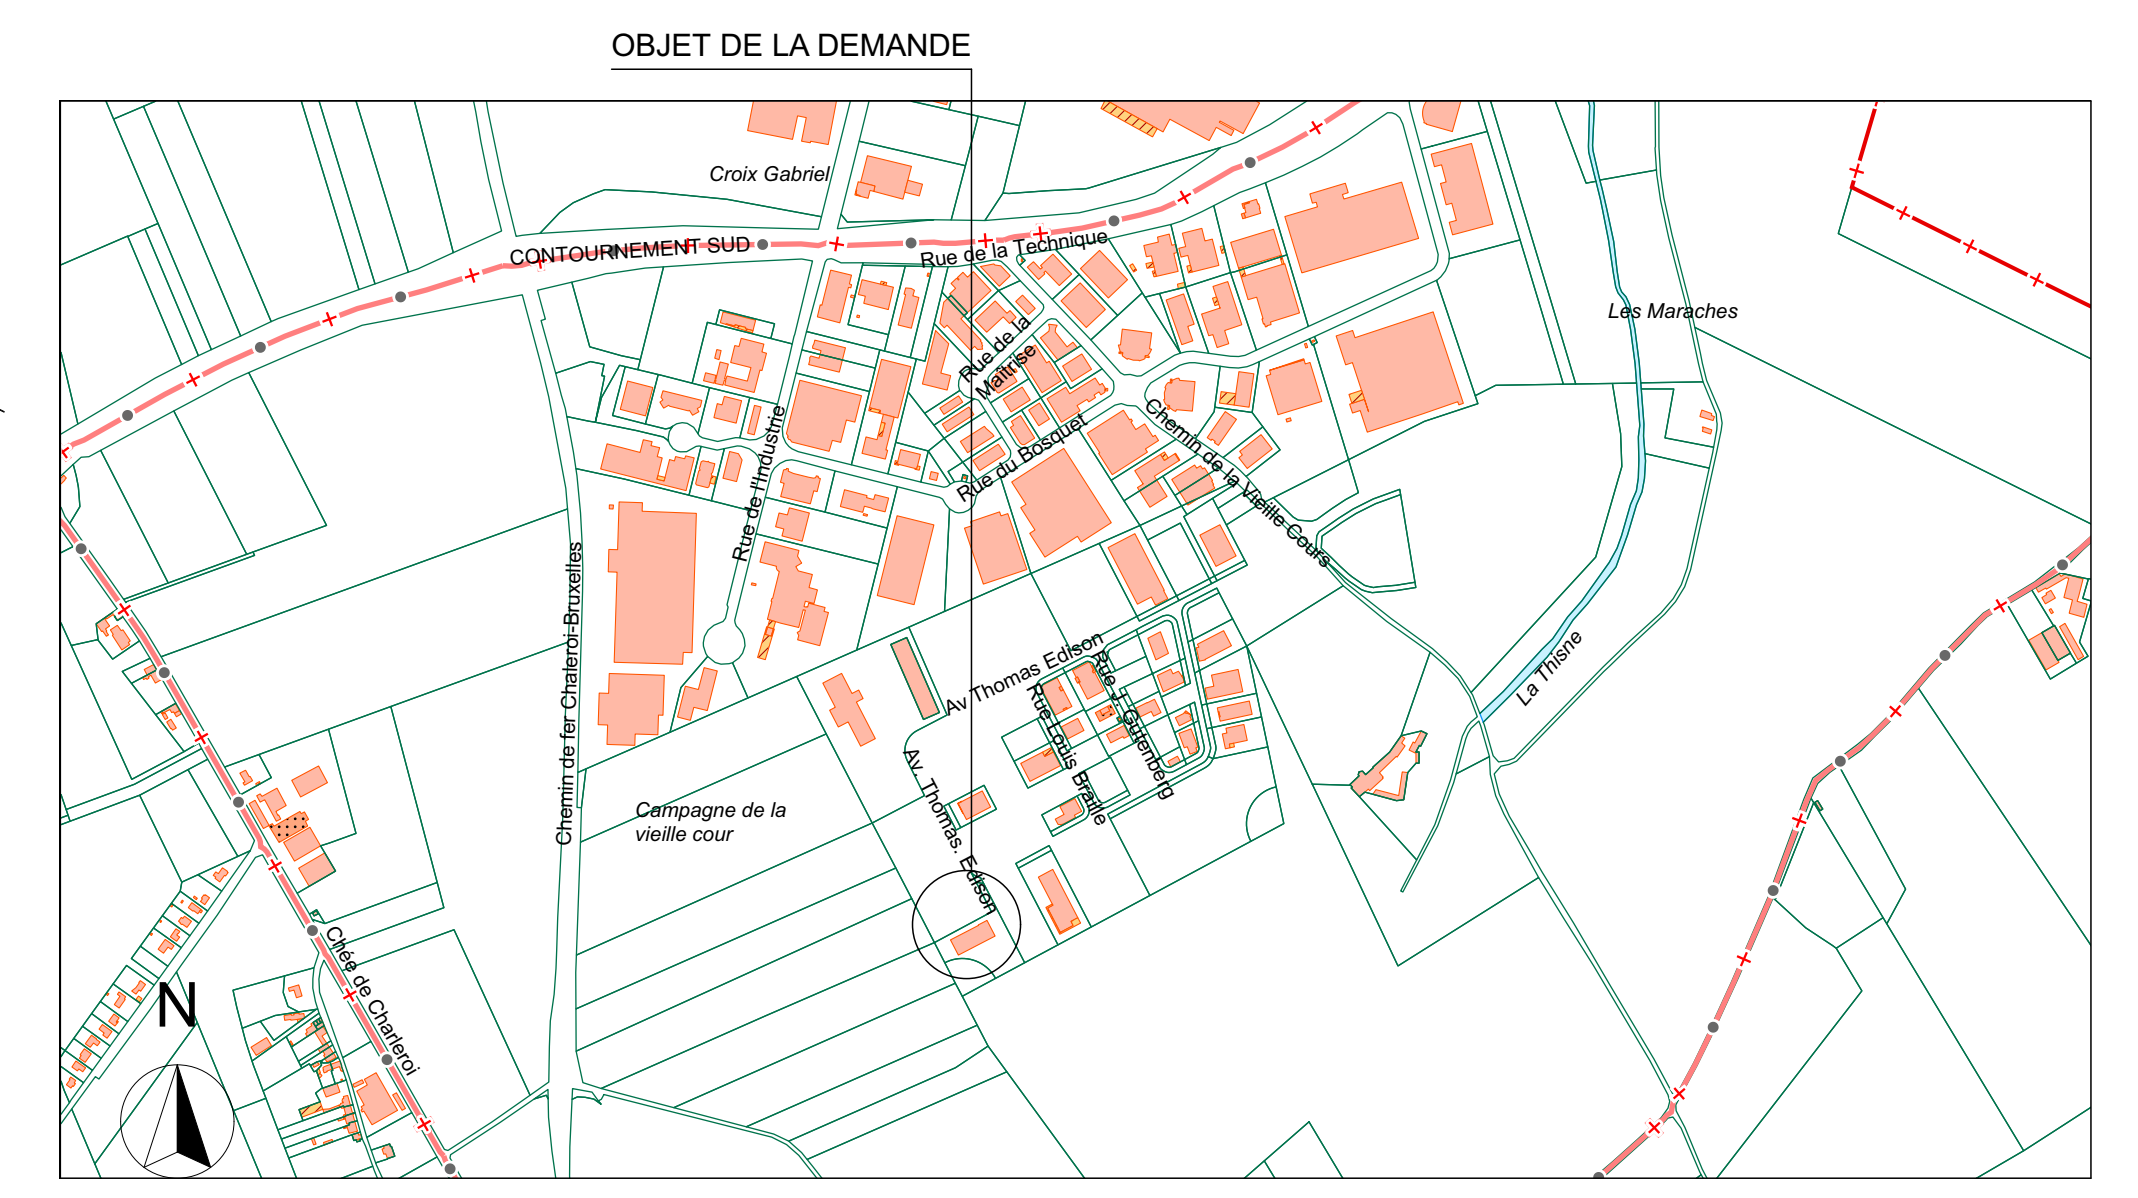 OBJET DE LA DEMANDE
Croix Gabriel
CONTOURNEMENT SUD
Rue de la Technique
Les Maraches
Rue de la
Maîtrise
Rue de l'Industrie
Rue du Bosquet
Chemin de la Vieille Cours
Chemin de fer Chaleroi-Bruxelles
Av Thomas Edison
Rue J. Gutenberg
Rue Louis Braille
La Thisne
Av. Thomas. Edison
Campagne de la
vieille cour
Chée de Charleroi
N